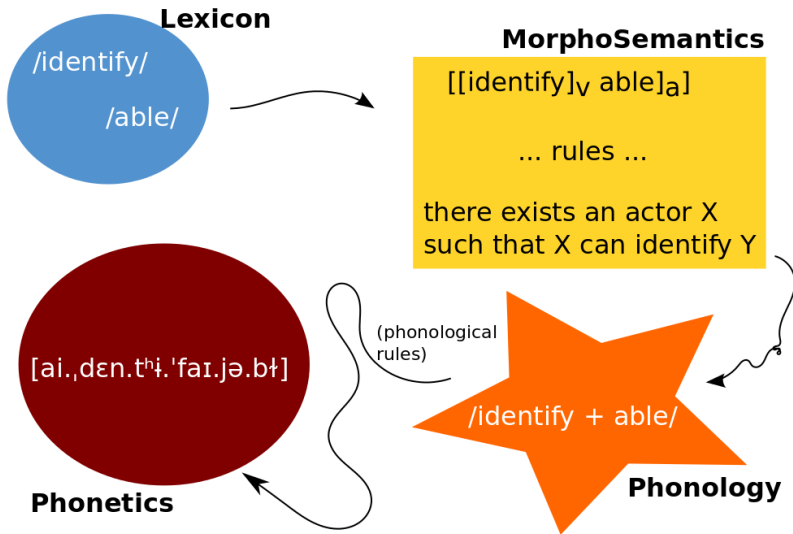 Lexicon
/identify/
/able/
MorphoSemantics
[[identify]v able]a]
... rules ...
there exists an actor X
such that X can identify Y
(phonological
rules)
/identify + able/
Phonology
[ai.ˌdɛn.tʰɨ.ˈfaɪ.jə.bɫ]
Phonetics